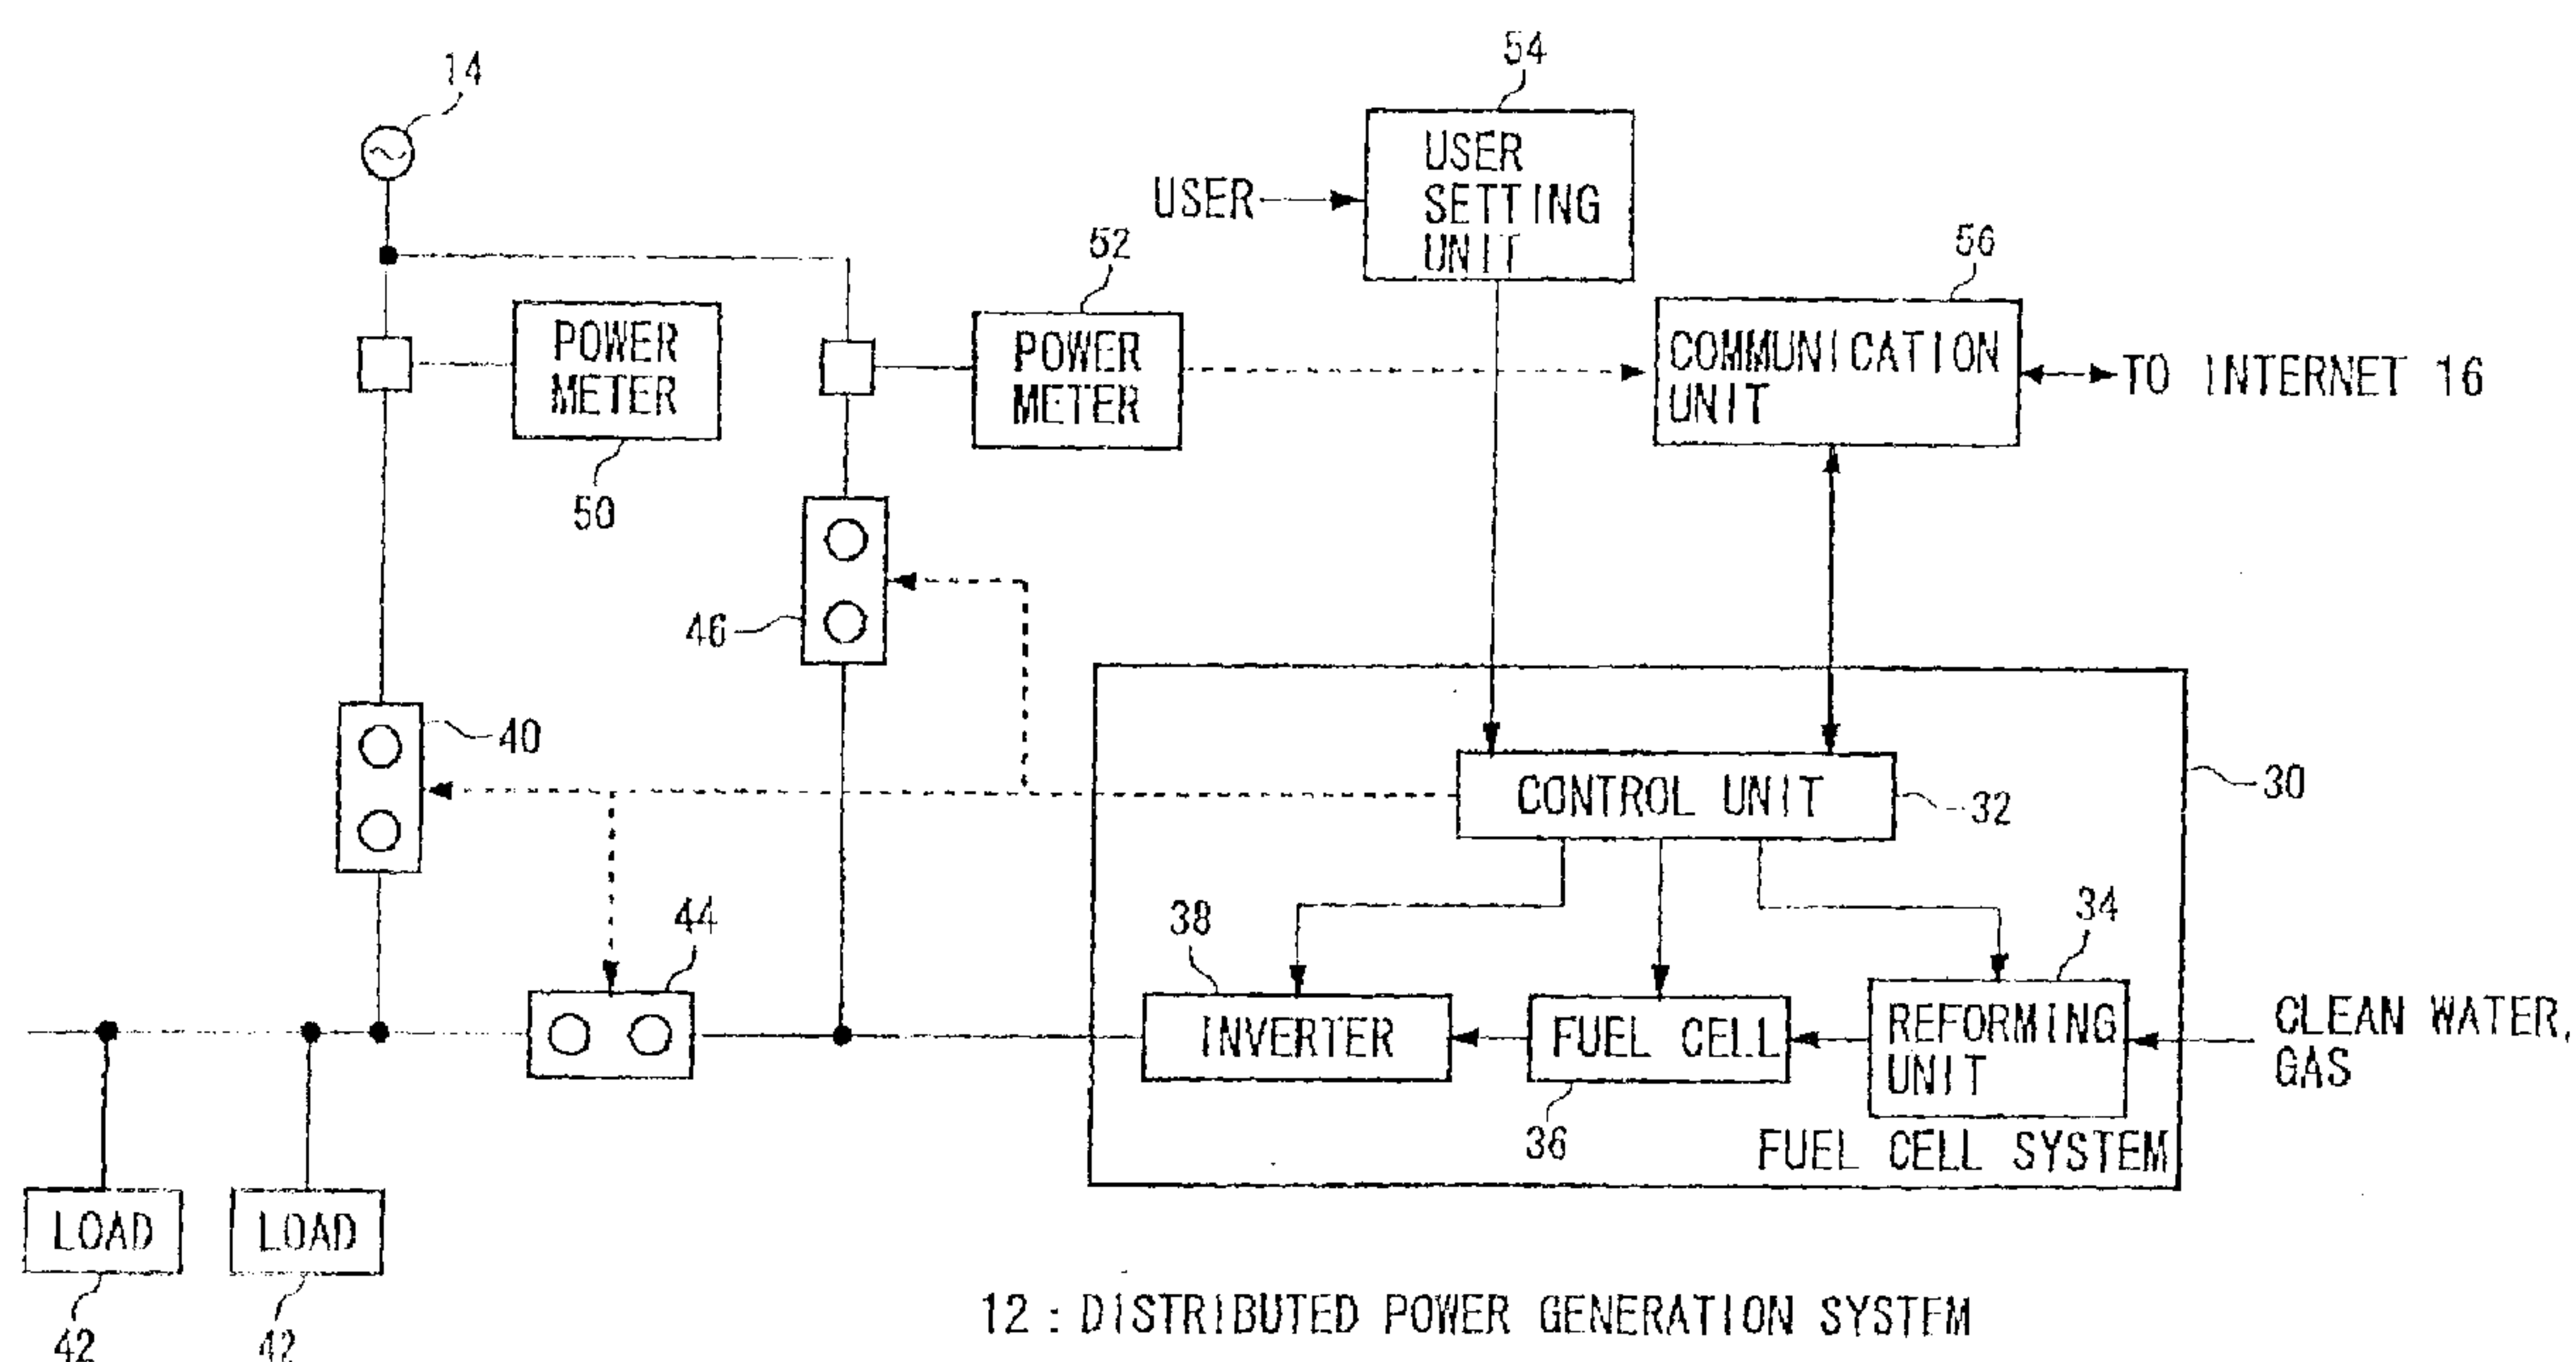 14
54
USER
SETTING
UNIT
USER
52
56
POWER
METER
POWER
METER
COMMUNICATION
UNIT
TO INTERNET 16
50
46
40
CONTROL UNIT
32
30
44
38
34
INVERTER
FUEL CELL
REFORMING
UNIT
CLEAN WATER,
GAS
36
FUEL CELL SYSTEM
LOAD
LOAD
42
42
12 : DISTRIBUTED POWER GENERATION SYSTEM